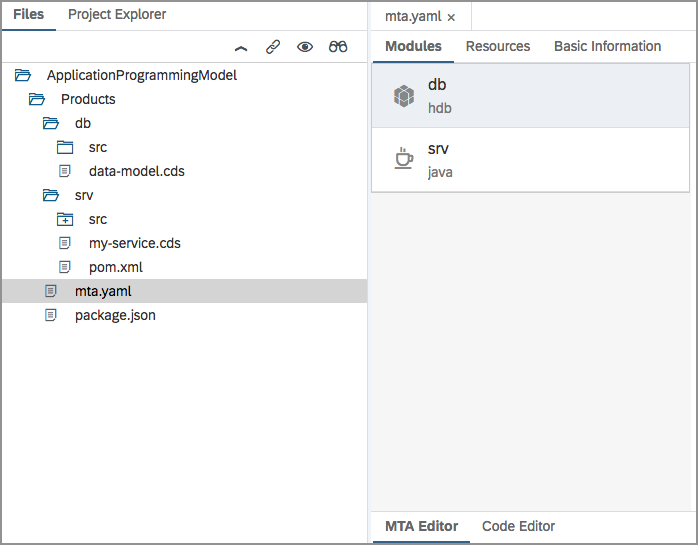 Files Project Explorer
ApplicationProgrammingModel
Products
db
src
data-model.cds
srv
src
my-service.cds
pom.xml
mta.yaml
package.json
mta.yaml ×
Modules Resources Basic Information
db
hdb
srv
java
MTA Editor Code Editor